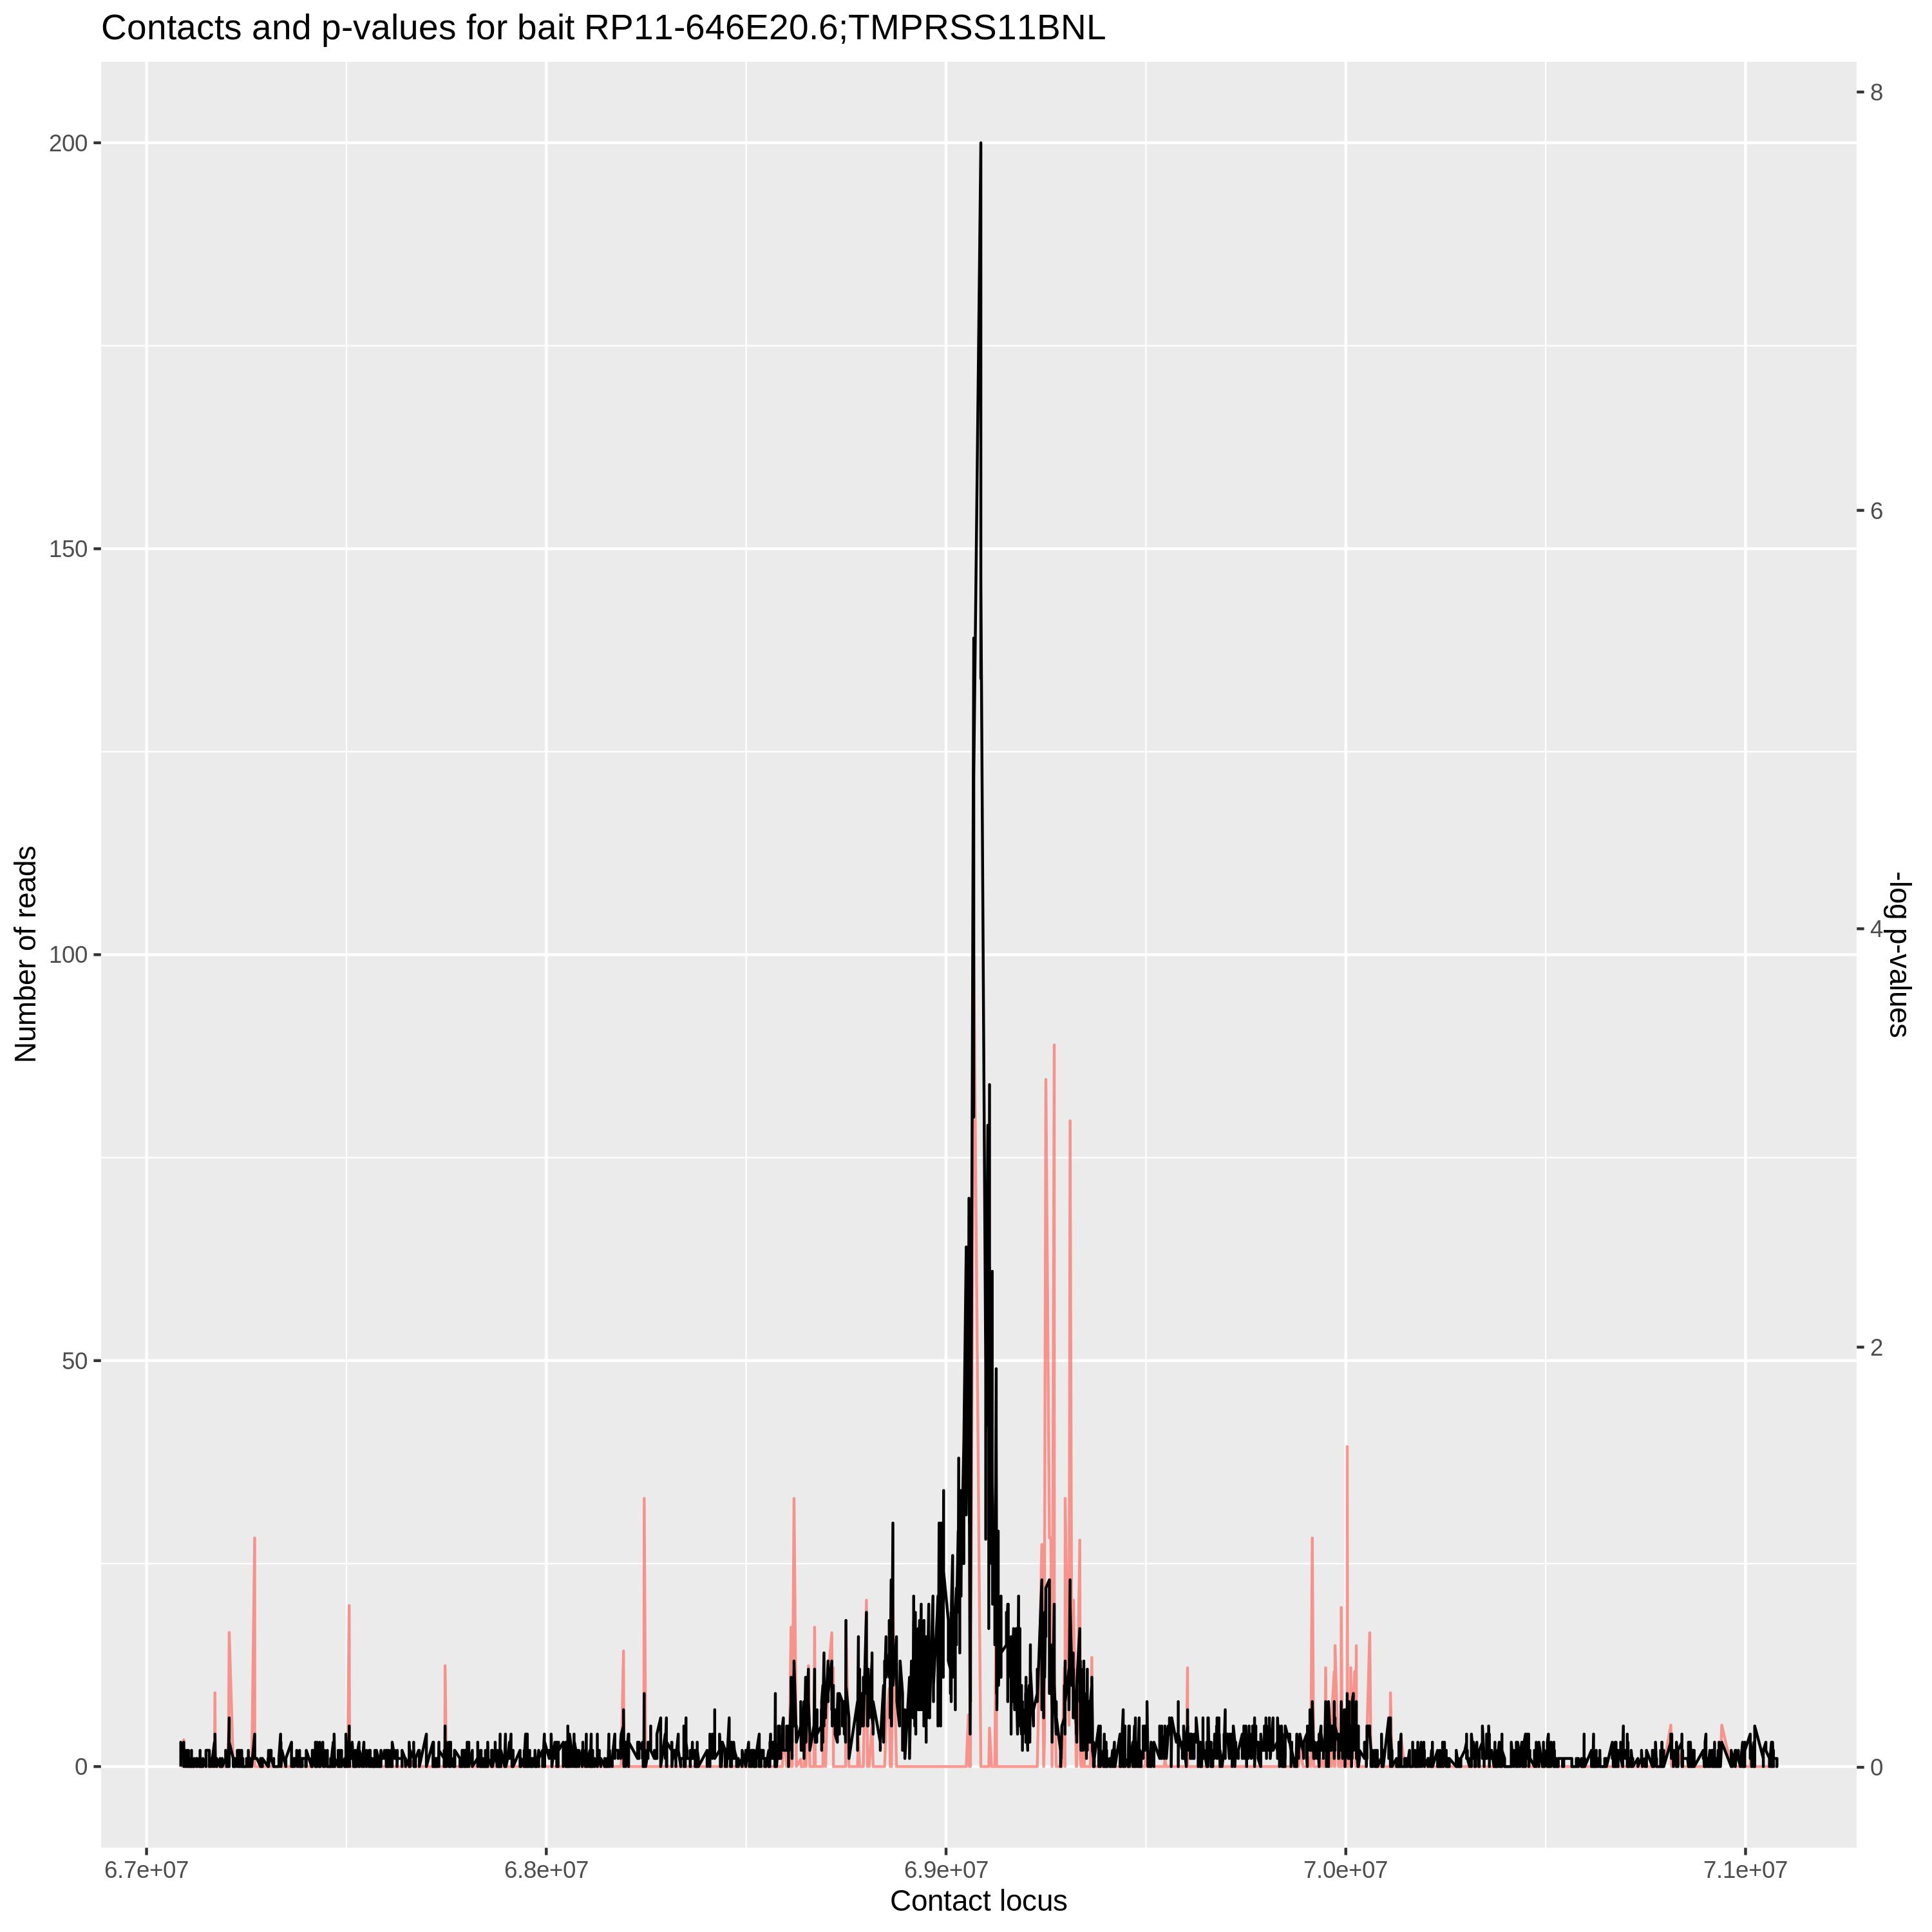 Contacts and p-values for bait RP11-646E20.6;TMPRSS11BNL
200
150
100
50
0
Number of reads
8
6
4
2
0
-log p-values
6.7e+07 6.8e+07 6.9e+07 7.0e+07 7.1e+07
Contact locus